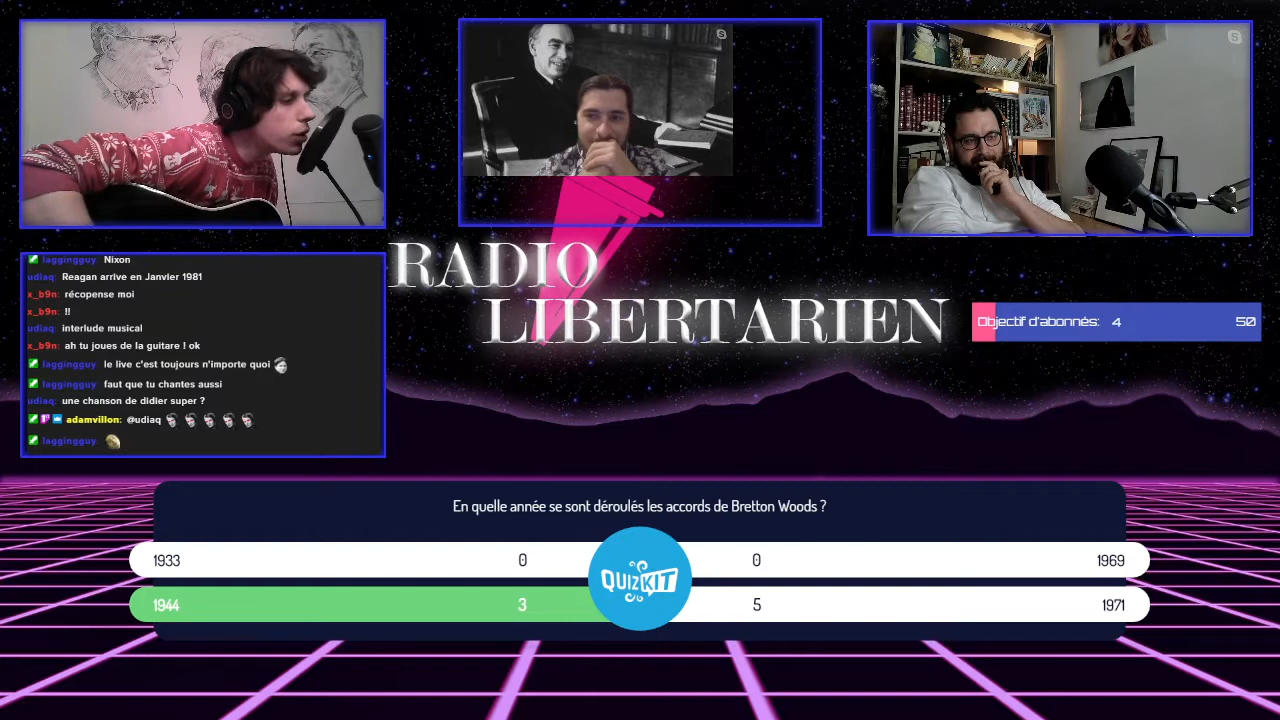 laggingguy: Nixon
udiaq: Reagan arrive en Janvier 1981
x_b9n: récopense moi
x_b9n: !!
udiaq: interlude musical
x_b9n: ah tu joues de la guitare ! ok
laggingguy: le live c'est toujours n'importe quoi
laggingguy: faut que tu chantes aussi
udiaq: une chanson de didier super ?
adamvillon: @udiaq
laggingguy:
RADIO
LIBERTARIEN
Objectif d'abonnés: 4 50
En quelle année se sont déroulés les accords de Bretton Woods ?
1933 0 0 1969
QUIZKIT
1944 3 5 1971